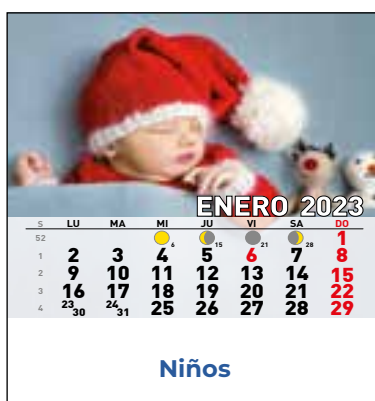 ENERO 2023
S LU MA MI JU VI SA DO
52 6 15 21 28 1
1 2 3 4 5 6 7 8
2 9 10 11 12 13 14 15
3 16 17 18 19 20 21 22
4 23 30 24 31 25 26 27 28 29
Niños